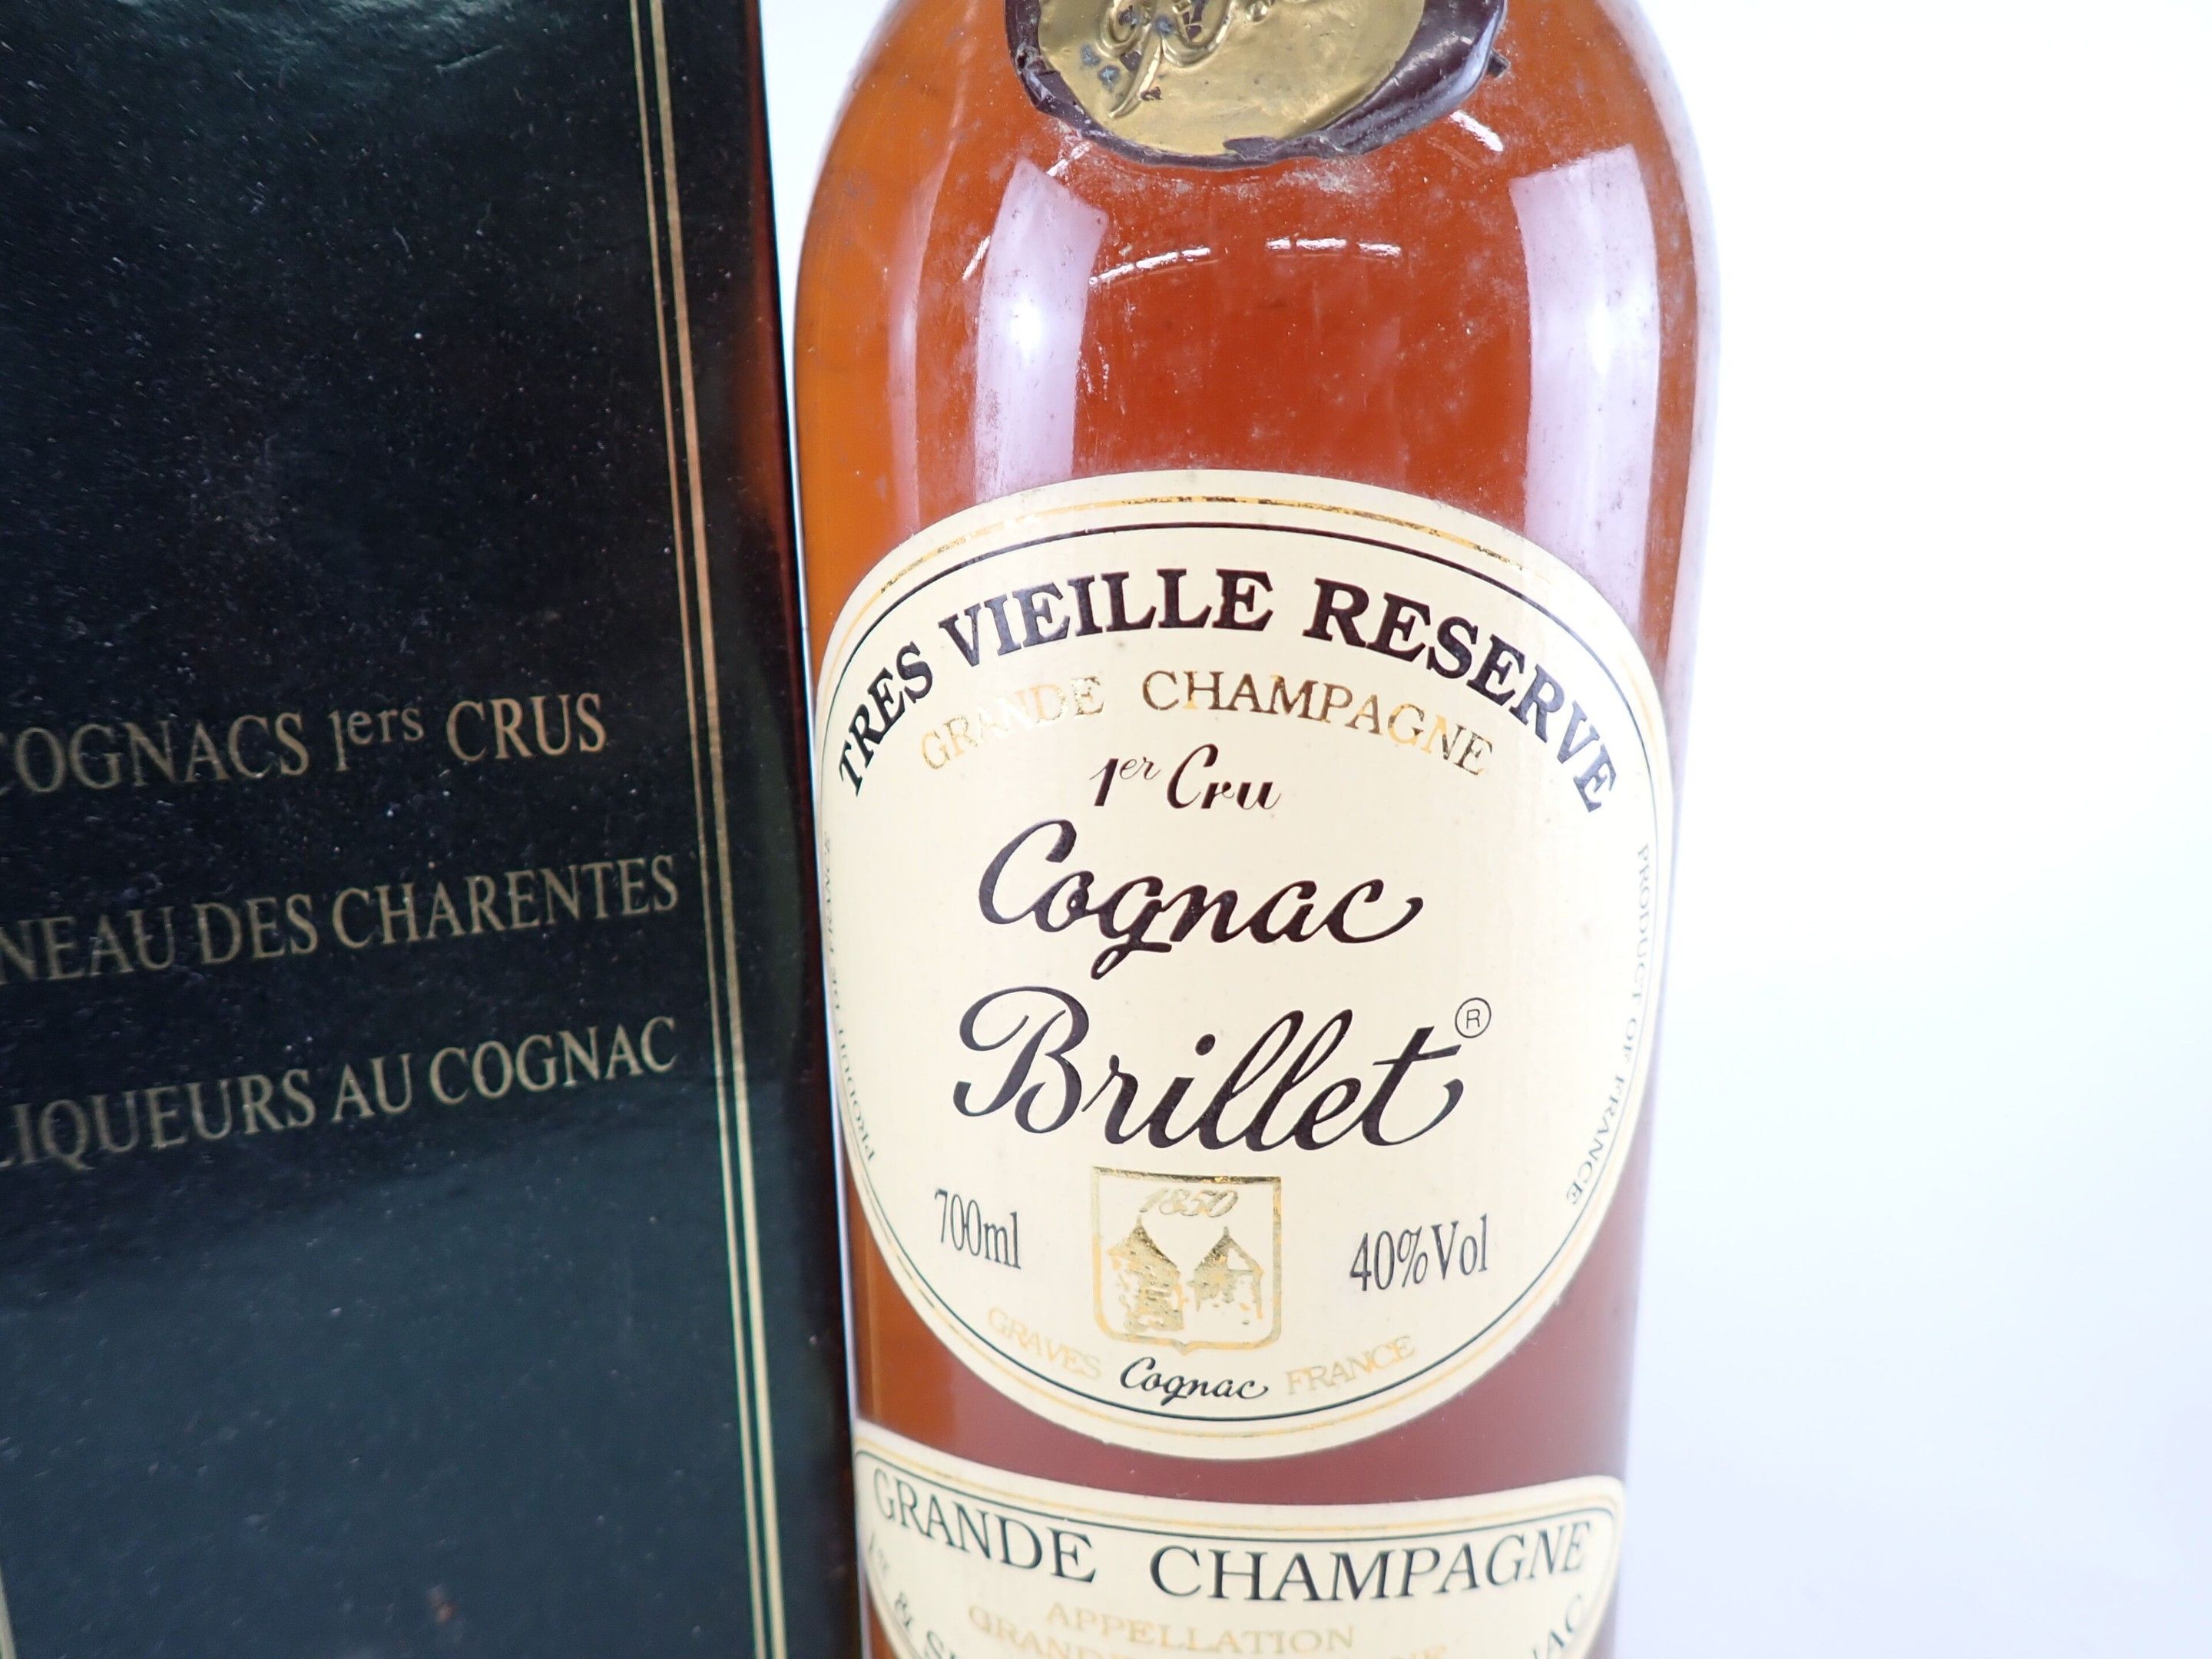 COGNACS 1ers CRUS
NEAU DES CHARENTES
LIQUEURS AU COGNAC
TRES VIEILLE RESERVE
GRANDE CHAMPAGNE
1er Cru
Cognac
Brillet ®
1850
700ml 40%Vol
GRAVES Cognac FRANCE
PRODUCT OF FRANCE
GRANDE CHAMPAGNE
APPELLATION